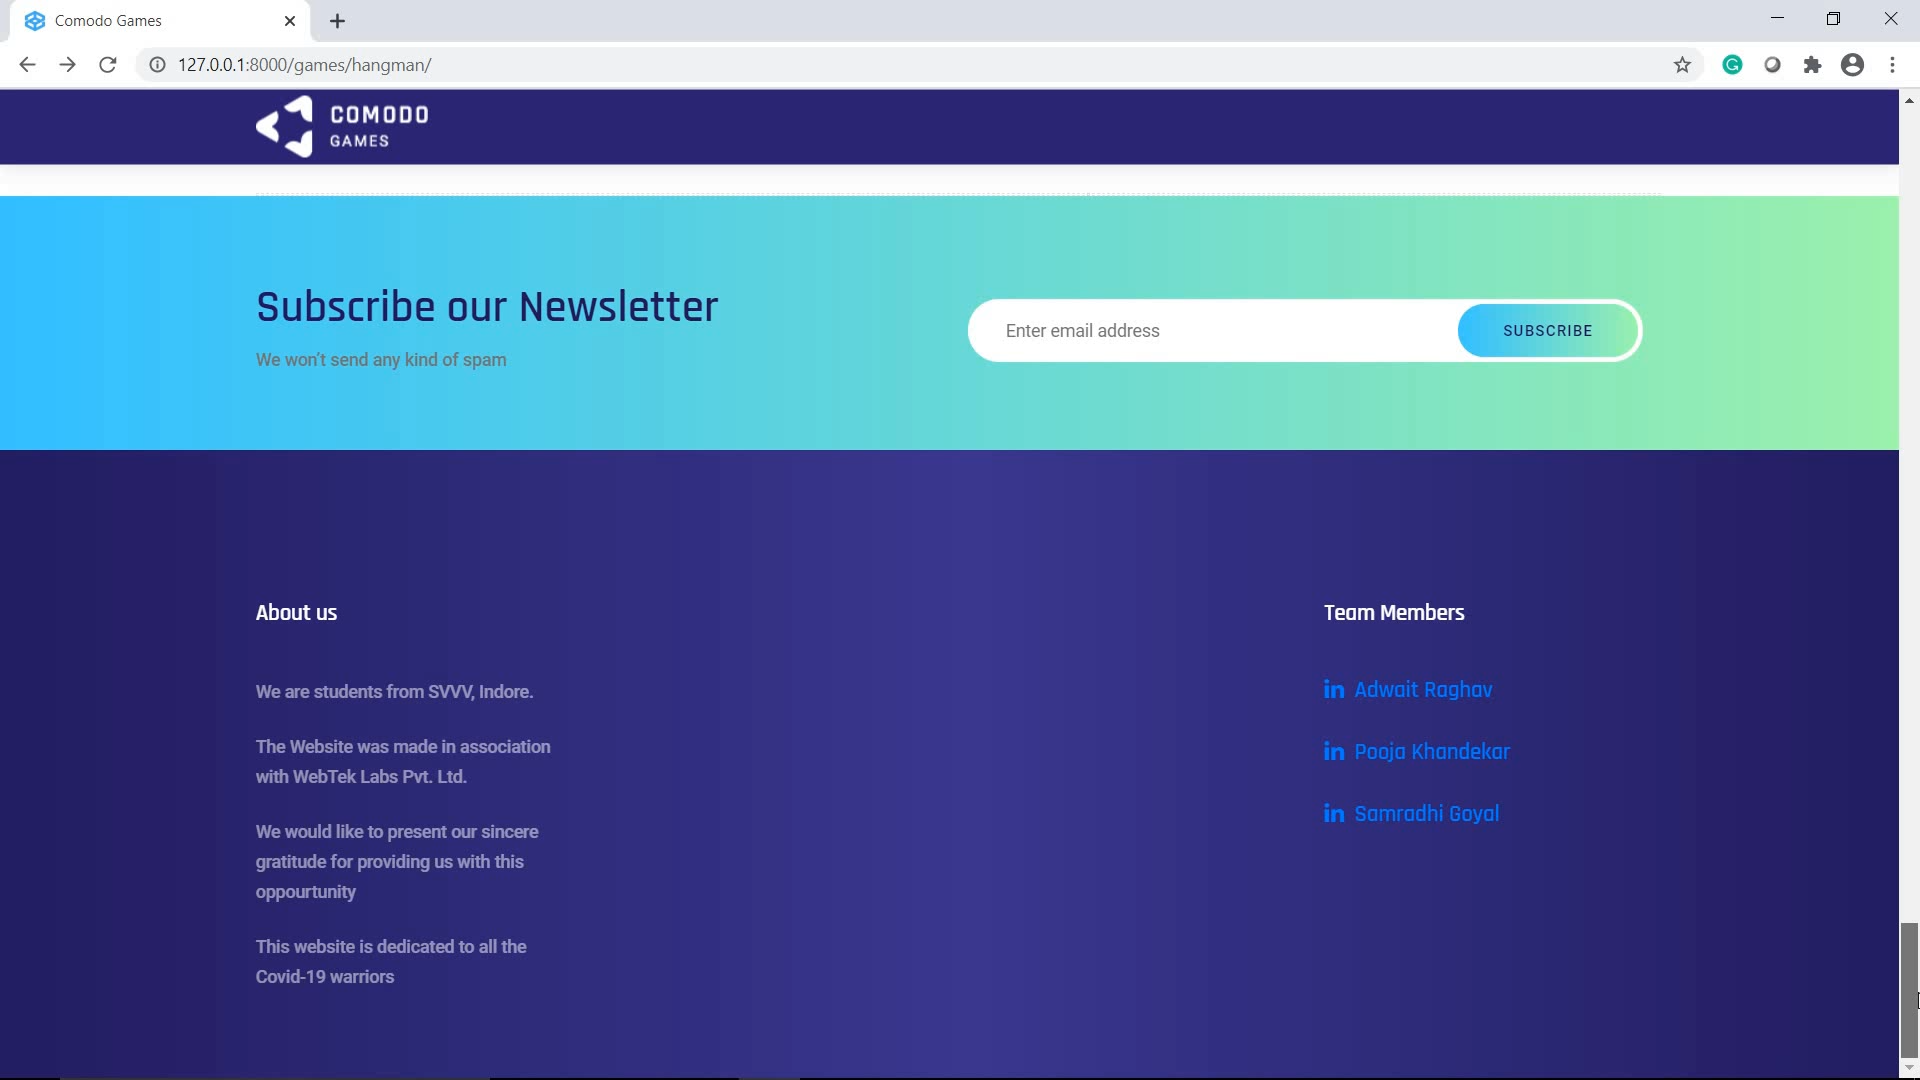 Comodo Games
127.0.0.1:8000/games/hangman/
COMODO
GAMES
Subscribe our Newsletter
We won't send any kind of spam
Enter email address
SUBSCRIBE
About us
We are students from SVVV, Indore.
The Website was made in association
with WebTek Labs Pvt. Ltd.
We would like to present our sincere
gratitude for providing us with this
oppourtunity
This website is dedicated to all the
Covid-19 warriors
Team Members
in Adwait Raghav
in Pooja Khandekar
in Samradhi Goyal